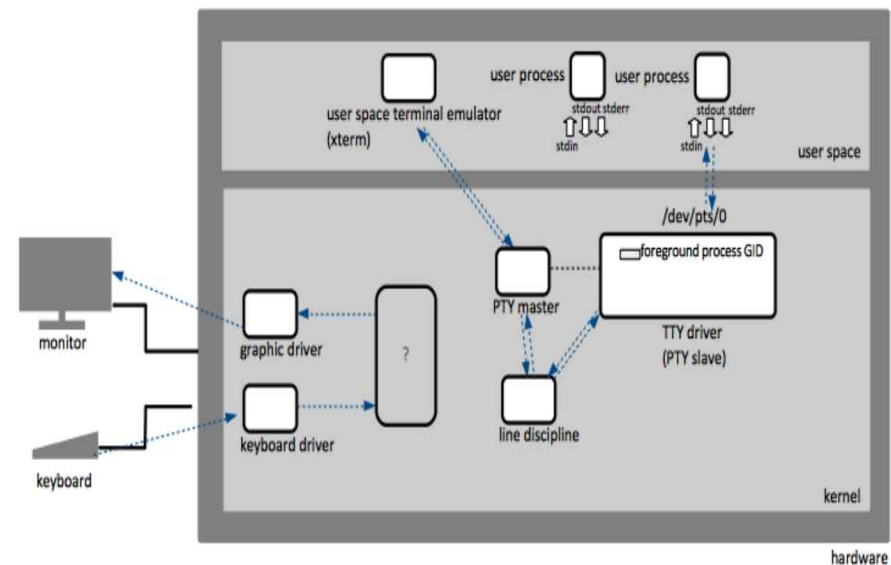 user process
user process
stdout stderr
stdout stderr
user space terminal emulator
(xterm)
stdin
stdin
user space
/dev/pts/0
foreground process GID
PTY master
TTY driver
(PTY slave)
monitor
graphic driver
?
line discipline
keyboard driver
keyboard
kernel
hardware